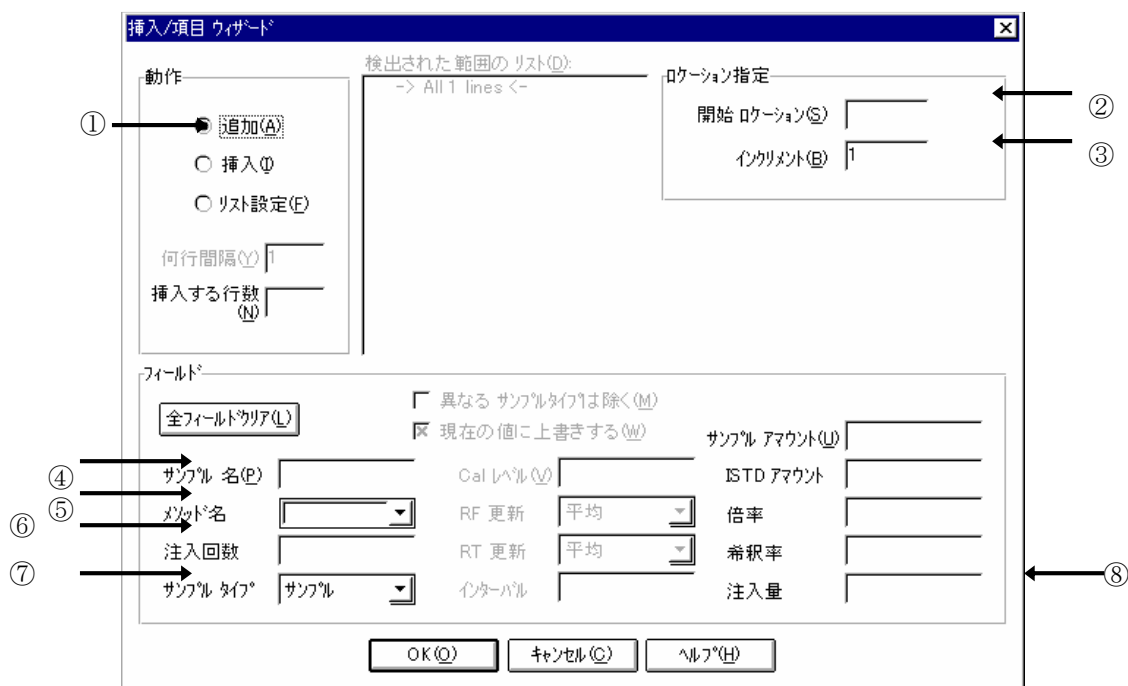 挿入/項目 ウィザード
動作
① 追加(A)
挿入(I)
リスト設定(F)
何行間隔(Y) 1
挿入する行数
(N)
検出された範囲の リスト(D):
-> All 1 lines <-
ロケーション指定
開始 ロケーション(S) ②
インクリメント(B) 1 ③
フィールド
全フィールドクリア(L)
異なる サンプルタイプは除く(M)
現在の値に上書きする(W)
④ サンプル 名(P)
⑤ メソッド名
⑥ 注入回数
⑦ サンプル タイプ サンプル
Cal レベル(V)
RF 更新 平均
RT 更新 平均
インターバル
サンプル アマウント(U)
ISTD アマウント
倍率
希釈率
注入量 ⑧
OK(O) キャンセル(C) ヘルプ(H)